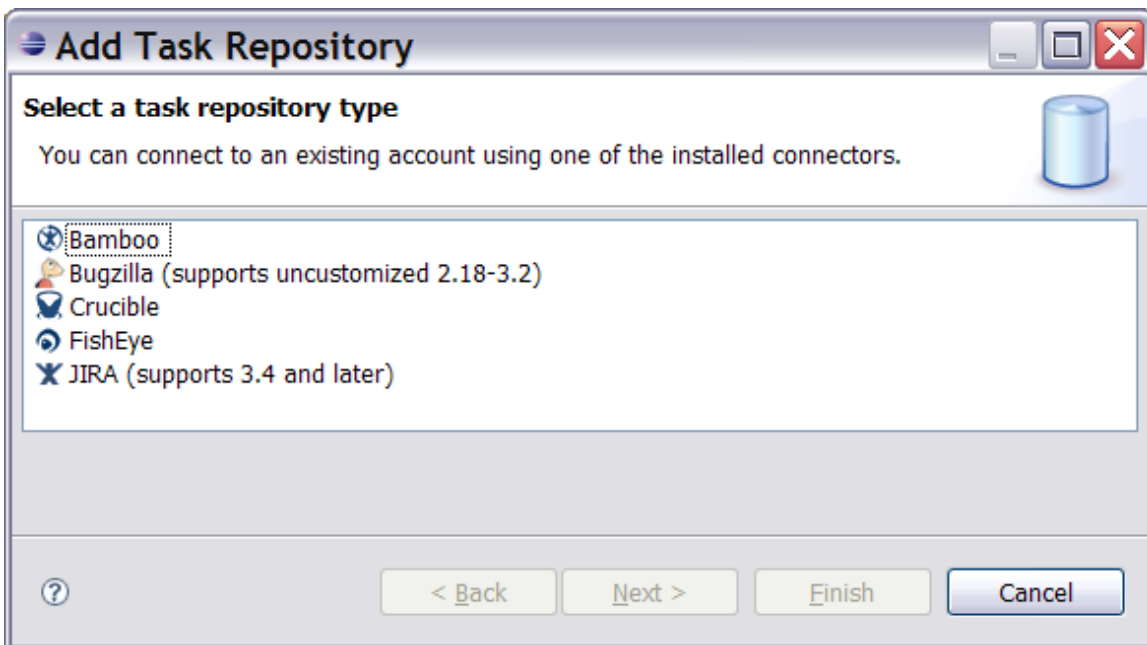 Add Task Repository
Select a task repository type
You can connect to an existing account using one of the installed connectors.
Bamboo
Bugzilla (supports uncustomized 2.18-3.2)
Crucible
FishEye
JIRA (supports 3.4 and later)
? < Back Next > Finish Cancel